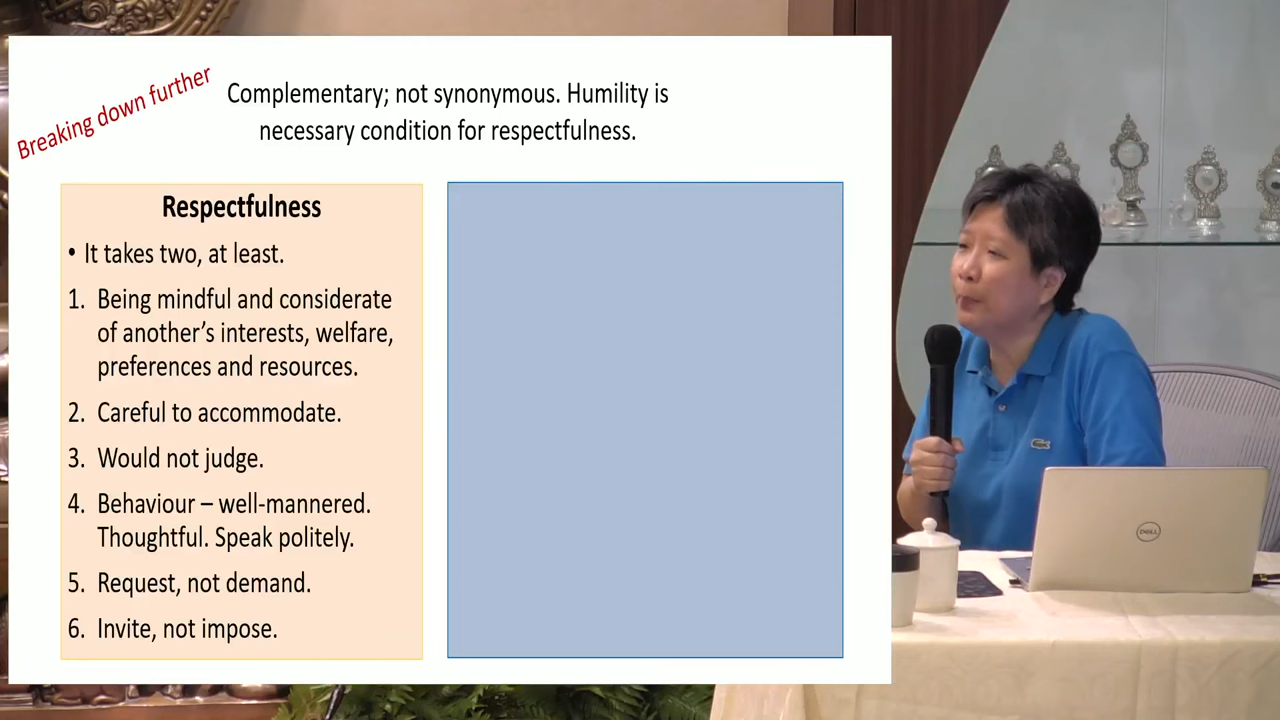 Breaking down further
Complementary; not synonymous. Humility is
necessary condition for respectfulness.
Respectfulness
• It takes two, at least.
1. Being mindful and considerate
of another’s interests, welfare,
preferences and resources.
2. Careful to accommodate.
3. Would not judge.
4. Behaviour – well-mannered.
Thoughtful. Speak politely.
5. Request, not demand.
6. Invite, not impose.
DELL